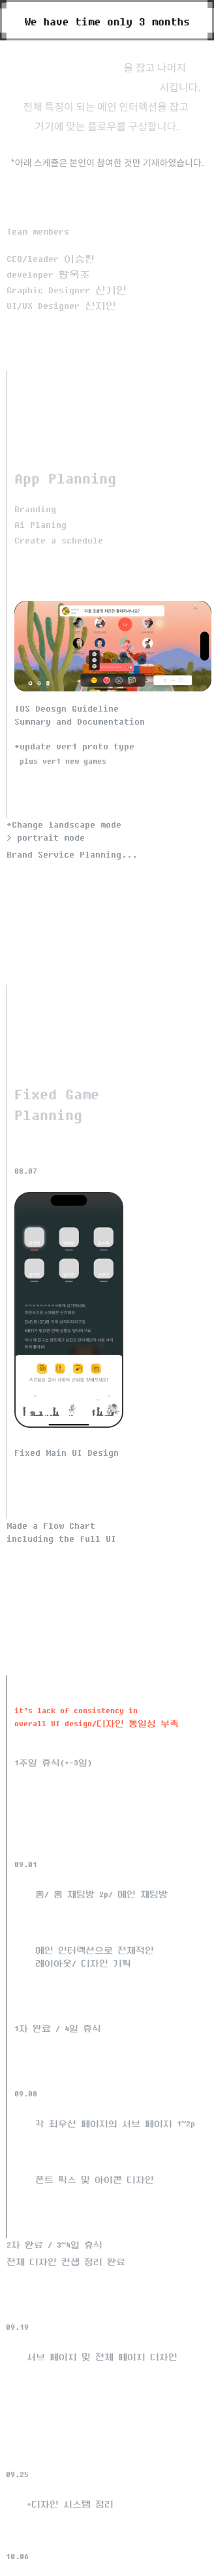 We have time only 3 months
을 잡고 나머지
시킵니다.
전체 특징이 되는 메인 인터렉션을 잡고
거기에 맞는 플로우를 구성합니다.
*아래 스케쥴은 본인이 참여한 것만 기재하였습니다.
Team members
CEO/leader 이승환
developer 황욱조
Graphic Designer 신기인
UI/UX Designer 신지인
App Planning
Branding
Ai Planing
Create a schedule
IOS Deosgn Guideline
Summary and Documentation
+update ver1 proto type
plus ver1 new games
+Change landscape mode
> portrait mode
Brand Service Planning...
Fixed Game
Planning
08.07
Fixed Main UI Design
Made a Flow Chart
including the full UI
it's lack of consistency in
overall UI design/디자인 통일성 부족
1주일 휴식(+-3일)
09.01
홈/ 홈 채팅방 2p/ 메인 채팅방
메인 인터랙션으로 전체적인
레이아웃/ 디자인 기획
1차 완료 / 4일 휴식
09.08
각 최우선 페이지의 서브 페이지 1~2p
폰트 픽스 및 아이콘 디자인
2차 완료 / 3~4일 휴식
전체 디자인 컨셉 정리 완료
09.19
서브 페이지 및 전체 페이지 디자인
09.25
+디자인 시스템 정리
10.06